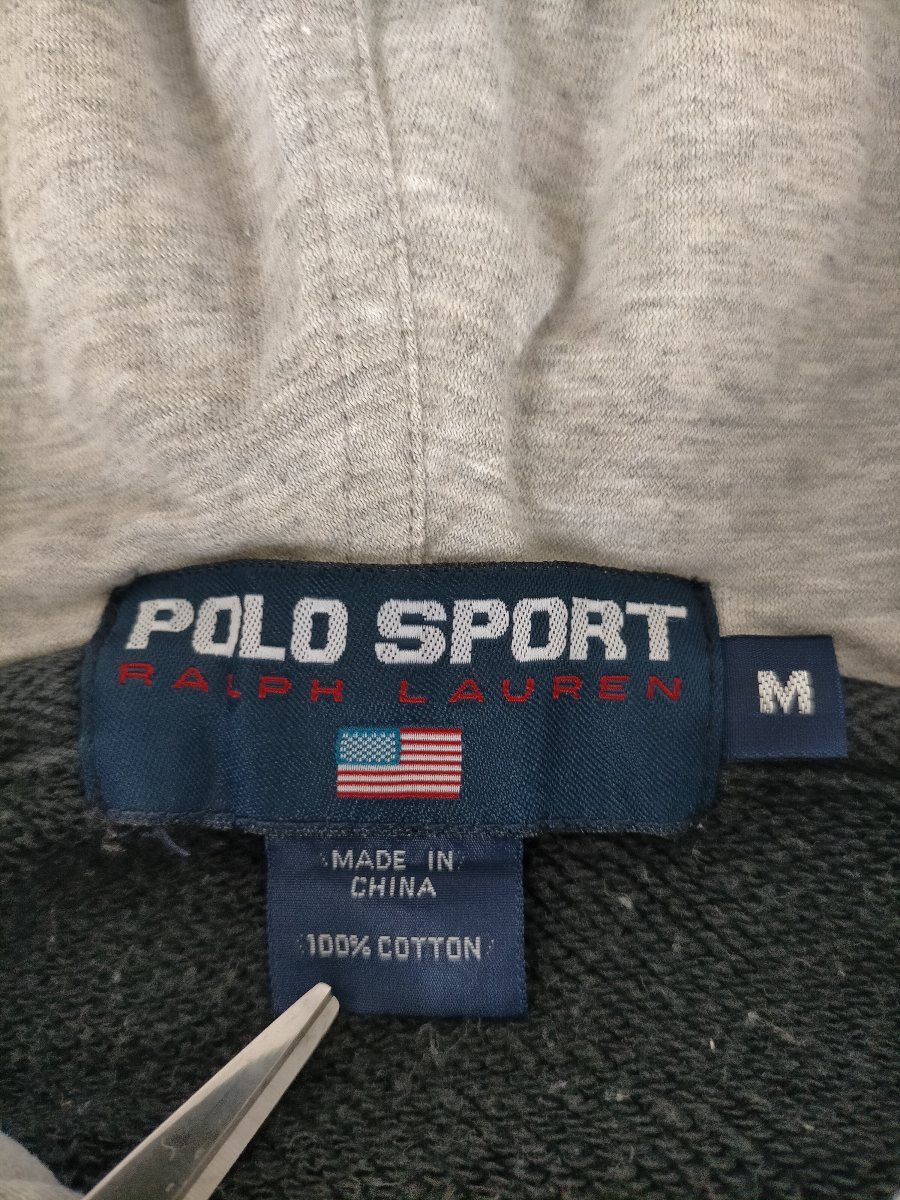 POLO SPORT
RALPH LAUREN
M
MADE IN
CHINA
100% COTTON